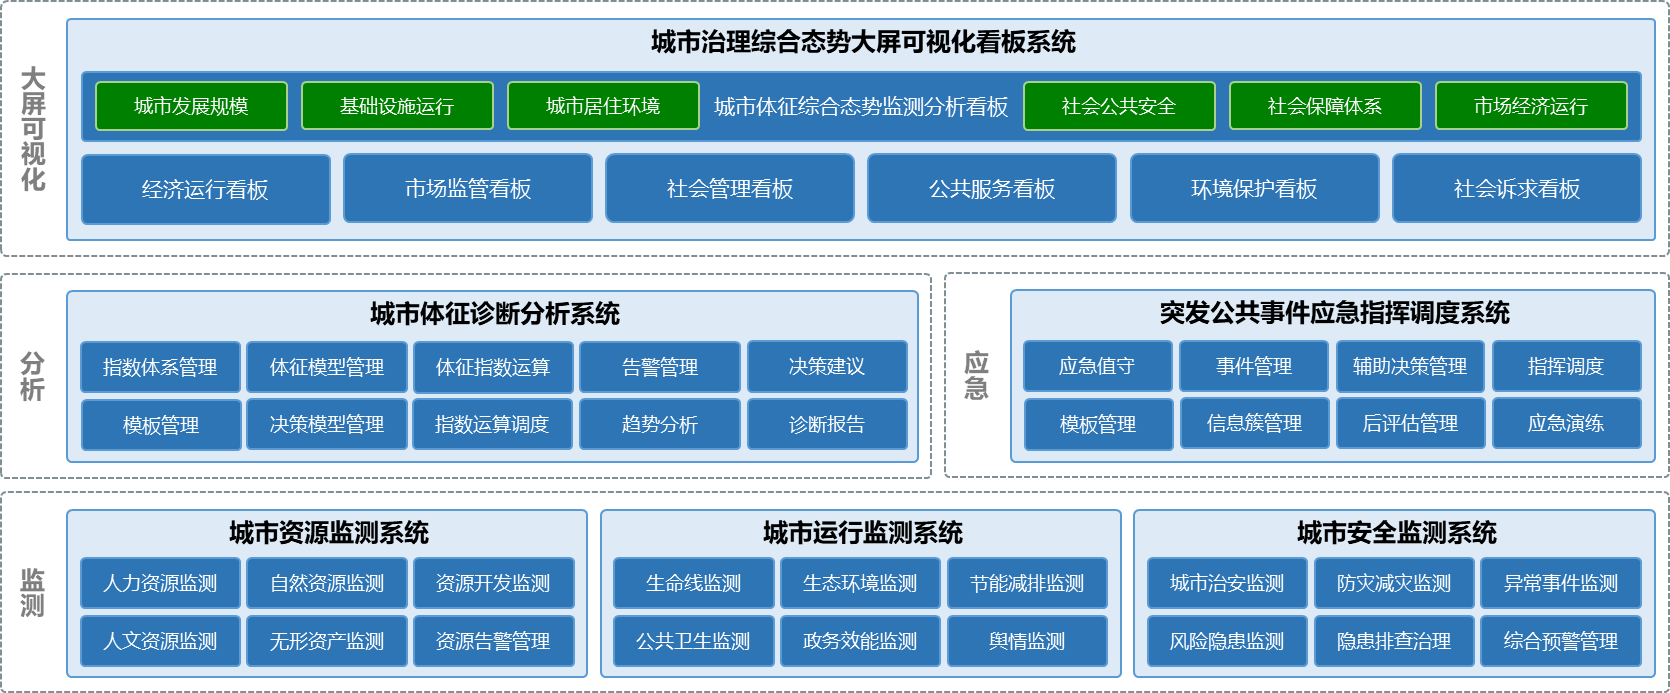 大屏可视化
城市治理综合态势大屏可视化看板系统
城市发展规模
基础设施运行
城市居住环境
城市体征综合态势监测分析看板
社会公共安全
社会保障体系
市场经济运行
经济运行看板
市场监管看板
社会管理看板
公共服务看板
环境保护看板
社会诉求看板
分析
城市体征诊断分析系统
指数体系管理
体征模型管理
体征指数运算
告警管理
决策建议
模板管理
决策模型管理
指数运算调度
趋势分析
诊断报告
应急
突发公共事件应急指挥调度系统
应急值守
事件管理
辅助决策管理
指挥调度
模板管理
信息簇管理
后评估管理
应急演练
监测
城市资源监测系统
人力资源监测
自然资源监测
资源开发监测
人文资源监测
无形资产监测
资源告警管理
城市运行监测系统
生命线监测
生态环境监测
节能减排监测
公共卫生监测
政务效能监测
舆情监测
城市安全监测系统
城市治安监测
防灾减灾监测
异常事件监测
风险隐患监测
隐患排查治理
综合预警管理